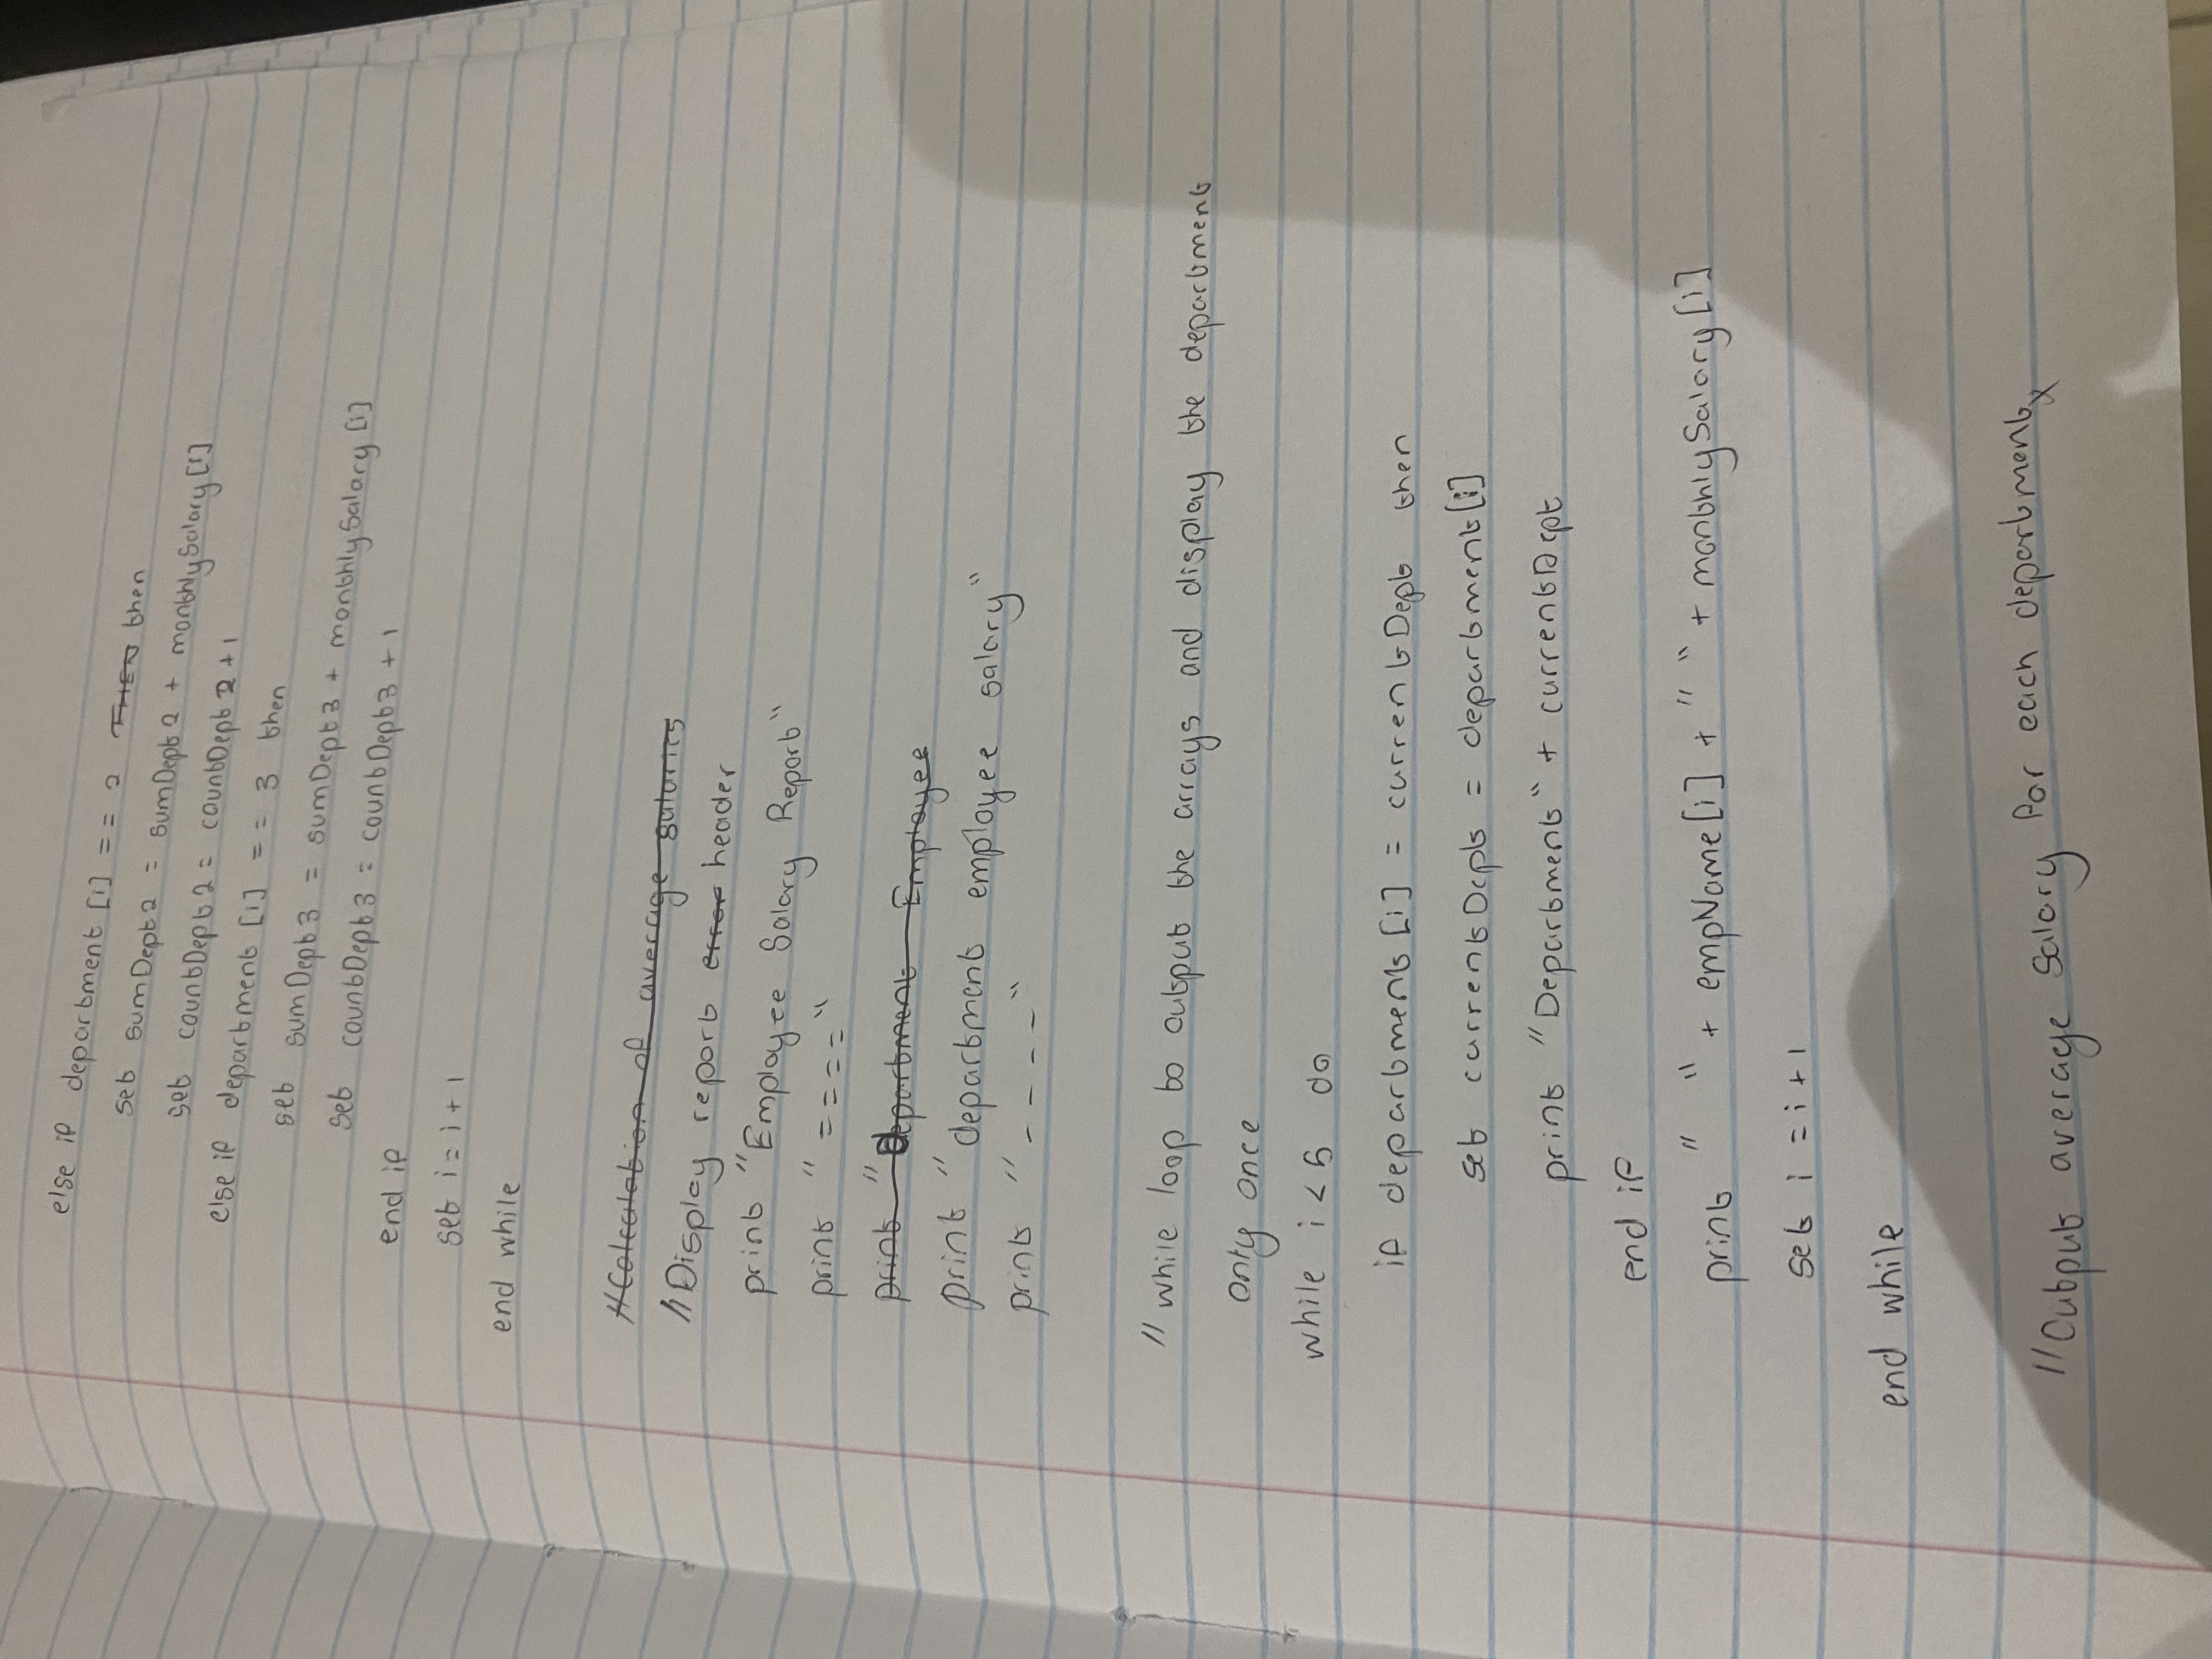 else if department [i] == 2 THEN then
set sumDept2 = sumDept2 + monthlySalary[i]
set countDept2 = countDept2+1
else if department [i] == 3 then
set sumDept3 = sumDept3 + monthlySalary[i]
set countDept3 = countDept3 + 1
end if
set i = i + 1
end while
//Calculation of average salaries
//Display report error header
print "Employee Salary Report"
print "===="
print "department Employee
print "department employee salary"
print "----"
// while loop to output the arrays and display the department
only once
while i < 5 do
if department[i] = currentDept then
set currentDept = department[i]
print "Department" + currentDept
end if
print " " + empName[i] + " " + monthlySalary[i]
set i = i+1
end while
//Output average salary for each department